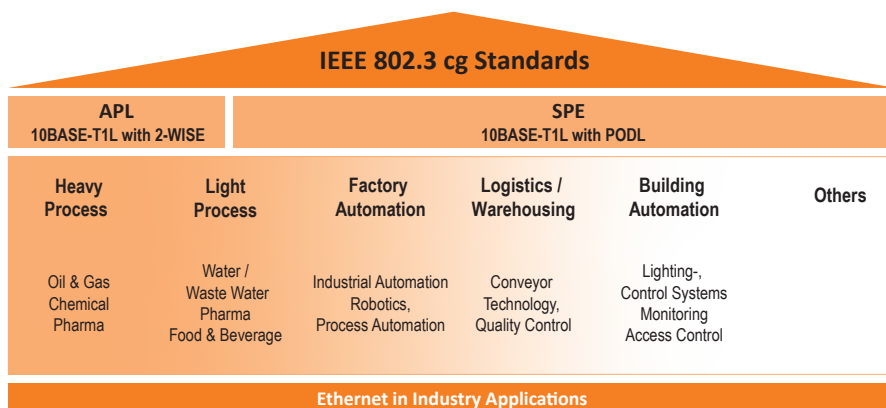 IEEE 802.3 cg Standards
APL
10BASE-T1L with 2-WISE
SPE
10BASE-T1L with PODL
Heavy
Process
Light
Process
Factory
Automation
Logistics /
Warehousing
Building
Automation
Others
Oil & Gas
Chemical
Pharma
Water /
Waste Water
Pharma
Food & Beverage
Industrial Automation
Robotics,
Process Automation
Conveyor
Technology,
Quality Control
Lighting-,
Control Systems
Monitoring
Access Control
Ethernet in Industry Applications